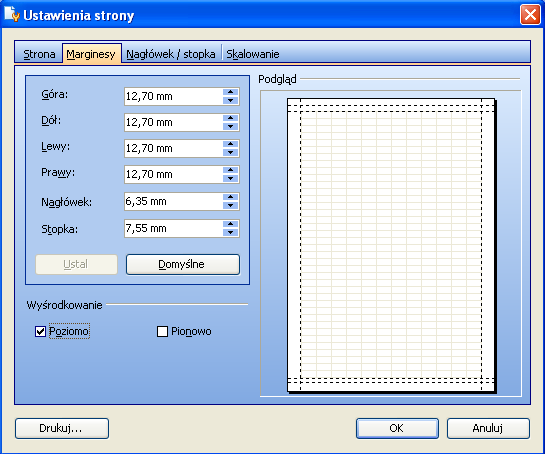 Ustawienia strony
Strona Marginesy Nagłówek / stopka Skalowanie
Góra: 12,70 mm
Dół: 12,70 mm
Lewy: 12,70 mm
Prawy: 12,70 mm
Nagłówek: 6,35 mm
Stopka: 7,55 mm
Ustal Domyślne
Wyśrodkowanie
Poziomo Pionowo
Podgląd
Drukuj... OK Anuluj